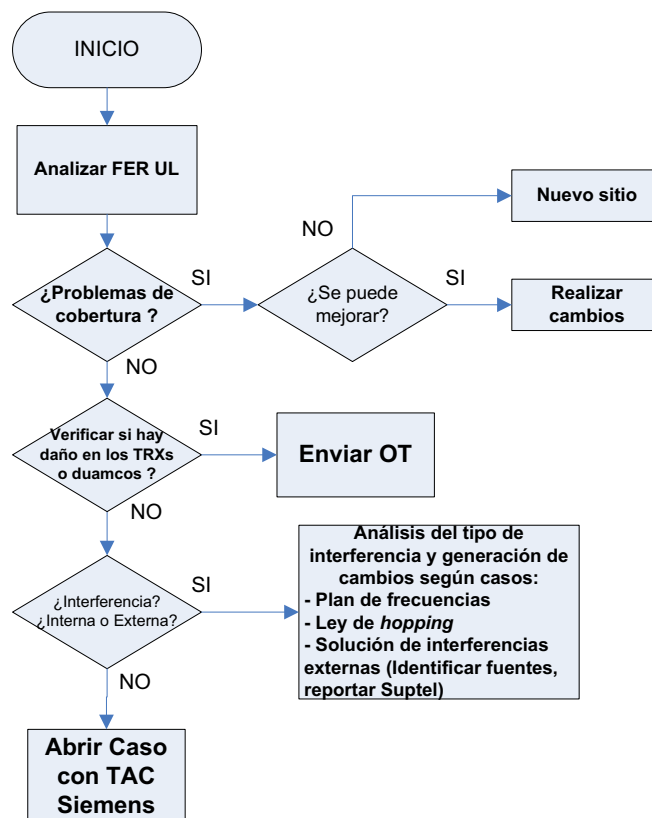 INICIO
Analizar FER UL
Nuevo sitio
NO
¿Problemas de
cobertura ?
SI
¿Se puede
mejorar?
SI
Realizar
cambios
NO
Verificar si hay
daño en los TRXs
o duamcos ?
SI
Enviar OT
NO
¿Interferencia?
¿Interna o Externa?
SI
Análisis del tipo de
interferencia y generación de
cambios según casos:
- Plan de frecuencias
- Ley de hopping
- Solución de interferencias
externas (Identificar fuentes,
reportar Suptel)
NO
Abrir Caso
con TAC
Siemens